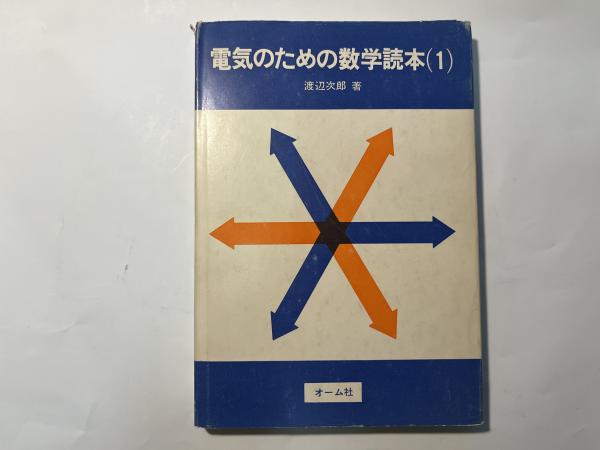 電気のための数学読本(1)
渡辺次郎 著
オーム社